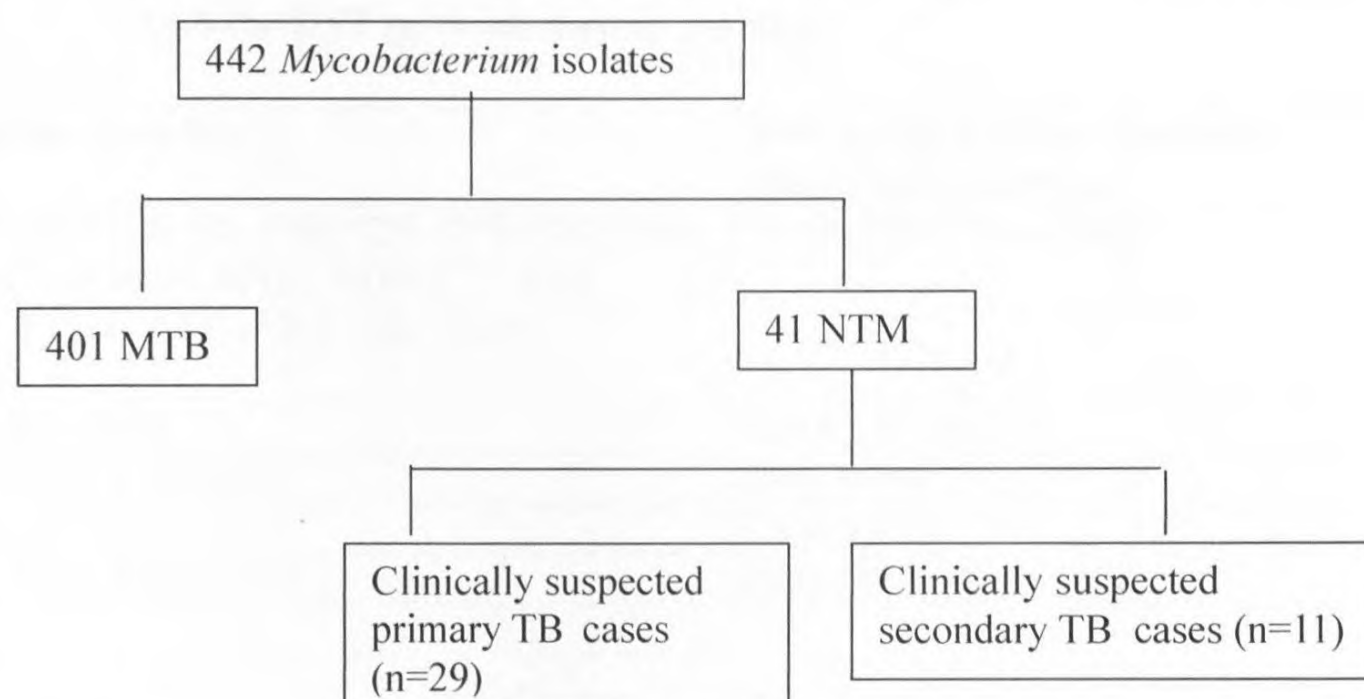 442 Mycobacterium isolates
401 MTB
41 NTM
Clinically suspected
primary TB cases
(n=29)
Clinically suspected
secondary TB cases (n=11)